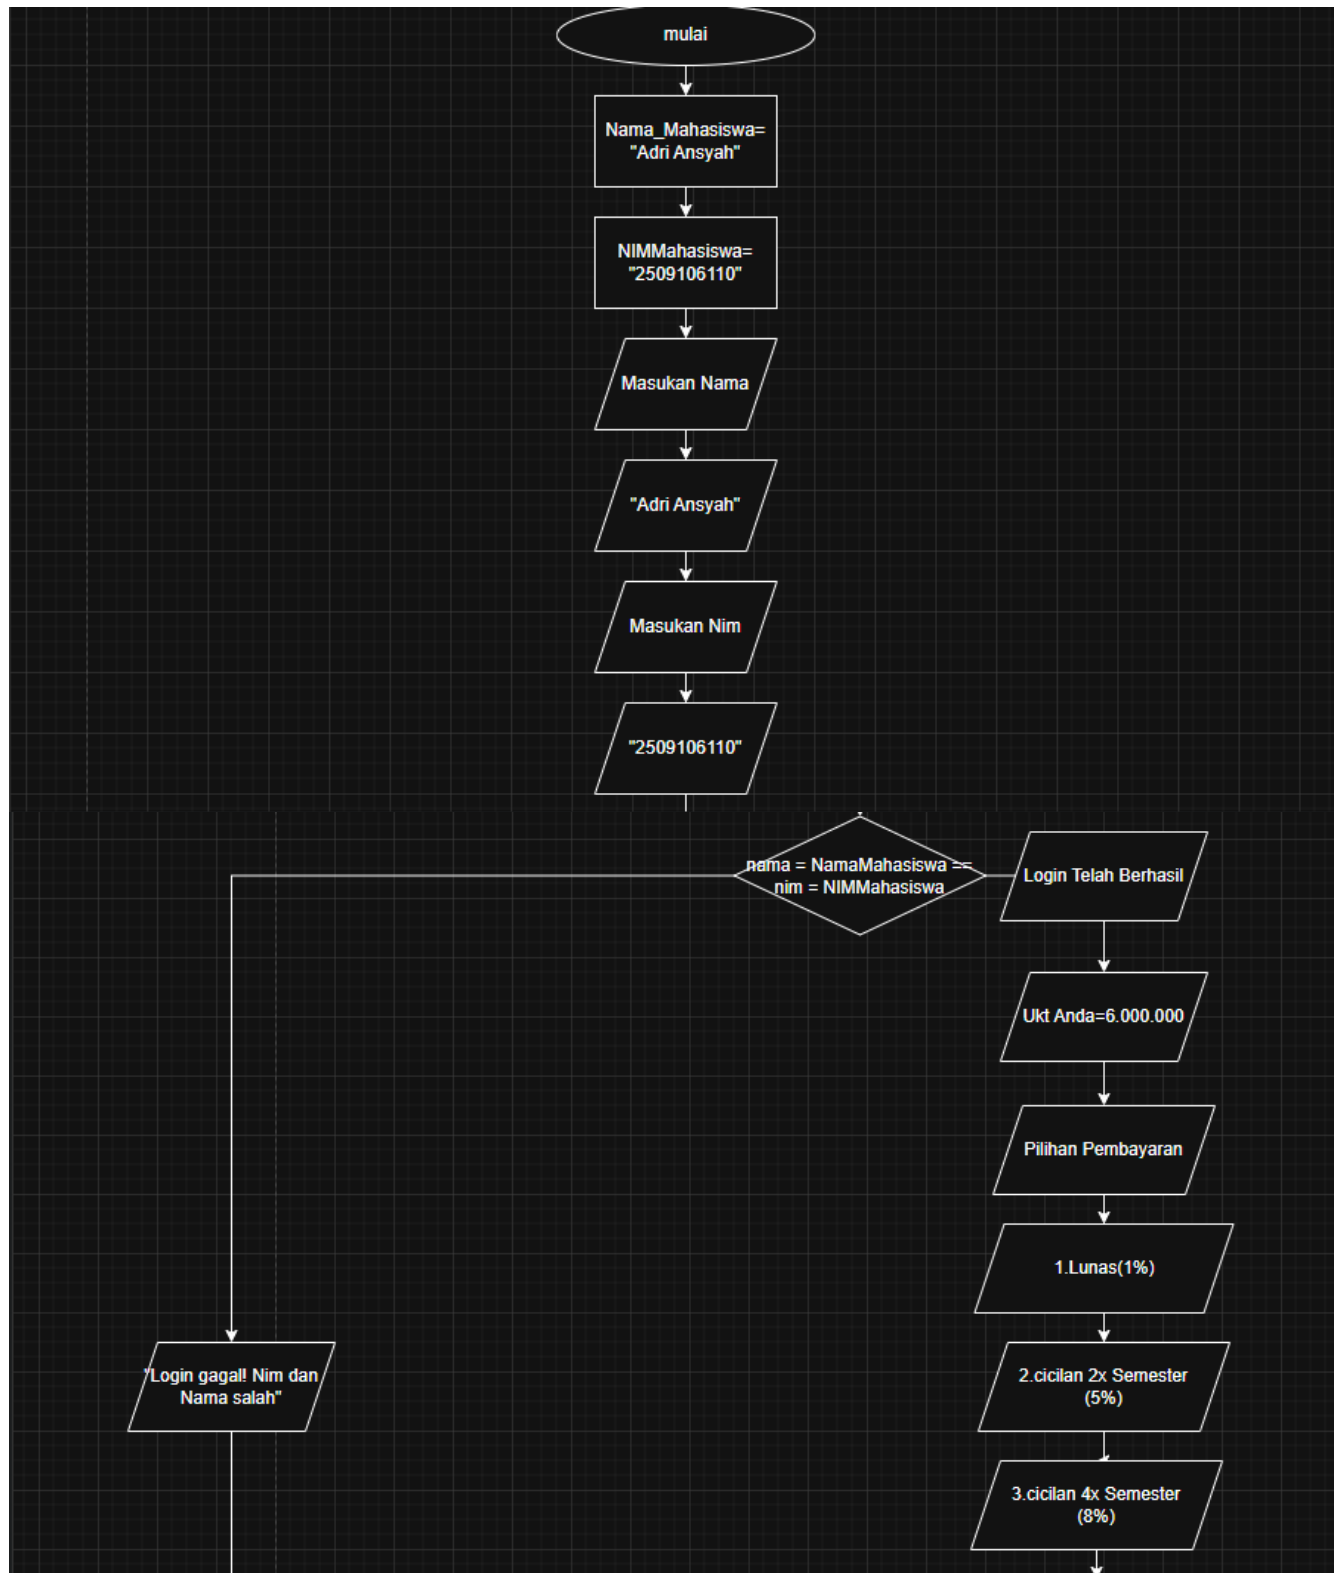 mulai
Nama_Mahasiswa=
"Adri Ansyah"
NIMMahasiswa=
"2509106110"
Masukan Nama
"Adri Ansyah"
Masukan Nim
"2509106110"
nama = NamaMahasiswa ==
nim = NIMMahasiswa
Login Telah Berhasil
Ukt Anda=6.000.000
Pilihan Pembayaran
1.Lunas(1%)
"Login gagal! Nim dan
Nama salah"
2.cicilan 2x Semester
(5%)
3.cicilan 4x Semester
(8%)